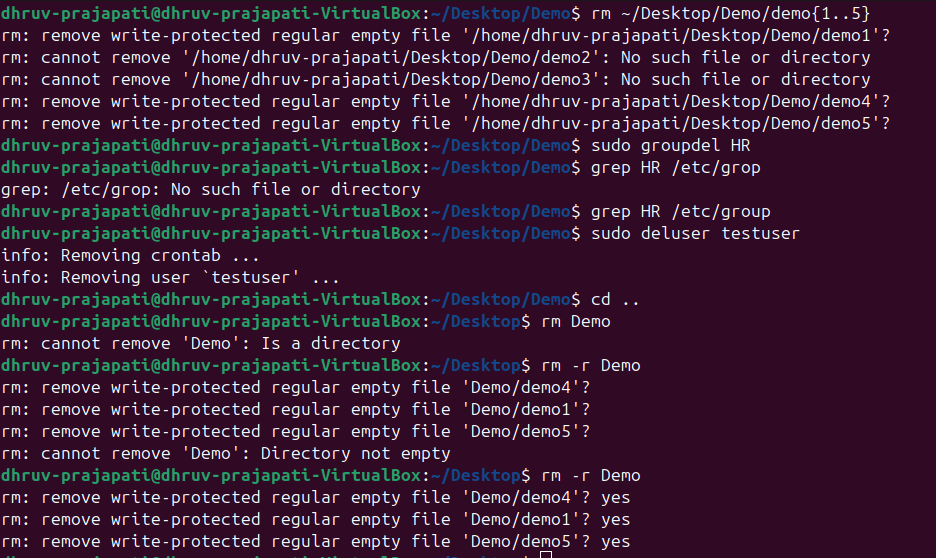 dhruv-prajapati@dhruv-prajapati-VirtualBox:~/Desktop/Demo$ rm ~/Desktop/Demo/demo{1..5}
rm: remove write-protected regular empty file '/home/dhruv-prajapati/Desktop/Demo/demo1'?
rm: cannot remove '/home/dhruv-prajapati/Desktop/Demo/demo2': No such file or directory
rm: cannot remove '/home/dhruv-prajapati/Desktop/Demo/demo3': No such file or directory
rm: remove write-protected regular empty file '/home/dhruv-prajapati/Desktop/Demo/demo4'?
rm: remove write-protected regular empty file '/home/dhruv-prajapati/Desktop/Demo/demo5'?
dhruv-prajapati@dhruv-prajapati-VirtualBox:~/Desktop/Demo$ sudo groupdel HR
dhruv-prajapati@dhruv-prajapati-VirtualBox:~/Desktop/Demo$ grep HR /etc/grop
grep: /etc/grop: No such file or directory
dhruv-prajapati@dhruv-prajapati-VirtualBox:~/Desktop/Demo$ grep HR /etc/group
dhruv-prajapati@dhruv-prajapati-VirtualBox:~/Desktop/Demo$ sudo deluser testuser
info: Removing crontab ...
info: Removing user `testuser' ...
dhruv-prajapati@dhruv-prajapati-VirtualBox:~/Desktop/Demo$ cd ..
dhruv-prajapati@dhruv-prajapati-VirtualBox:~/Desktop$ rm Demo
rm: cannot remove 'Demo': Is a directory
dhruv-prajapati@dhruv-prajapati-VirtualBox:~/Desktop$ rm -r Demo
rm: remove write-protected regular empty file 'Demo/demo4'?
rm: remove write-protected regular empty file 'Demo/demo1'?
rm: remove write-protected regular empty file 'Demo/demo5'?
rm: cannot remove 'Demo': Directory not empty
dhruv-prajapati@dhruv-prajapati-VirtualBox:~/Desktop$ rm -r Demo
rm: remove write-protected regular empty file 'Demo/demo4'? yes
rm: remove write-protected regular empty file 'Demo/demo1'? yes
rm: remove write-protected regular empty file 'Demo/demo5'? yes
dhruv-prajapati@dhruv-prajapati-VirtualBox:~/Desktop$